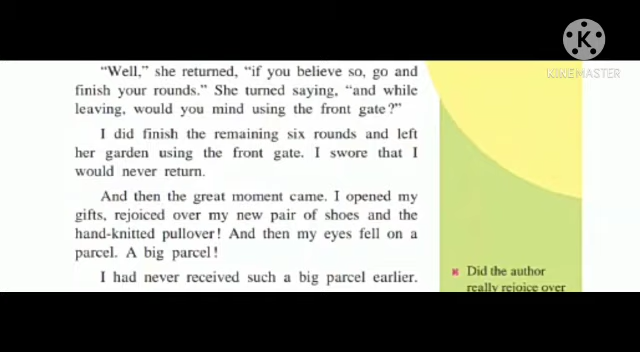 "Well," she returned, "if you believe so, go and
finish your rounds." She turned saying, "and while
leaving, would you mind using the front gate?"
I did finish the remaining six rounds and left
her garden using the front gate. I swore that I
would never return.
And then the great moment came. I opened my
gifts, rejoiced over my new pair of shoes and the
hand-knitted pullover! And then my eyes fell on a
parcel. A big parcel!
I had never received such a big parcel earlier.
Did the author
really rejoice over
K
KINEMASTER